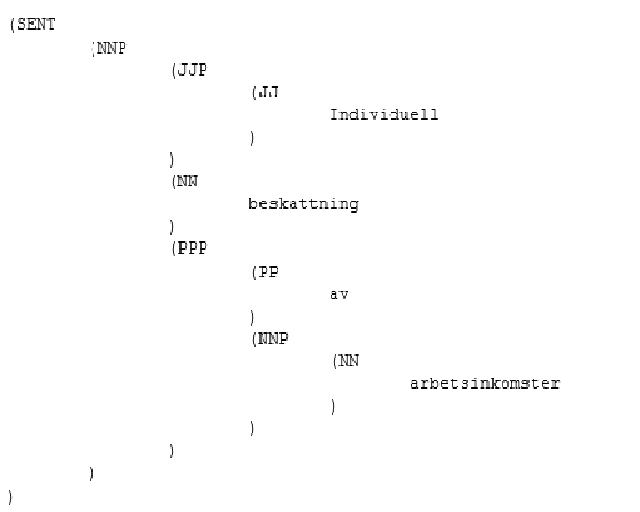 (SENT
(NNP
(JJP
(JJ
Individuell
)
)
(NN
beskattning
)
(PPP
(PP
av
)
(NNP
(NN
arbetsinkomster
)
)
)
)
)